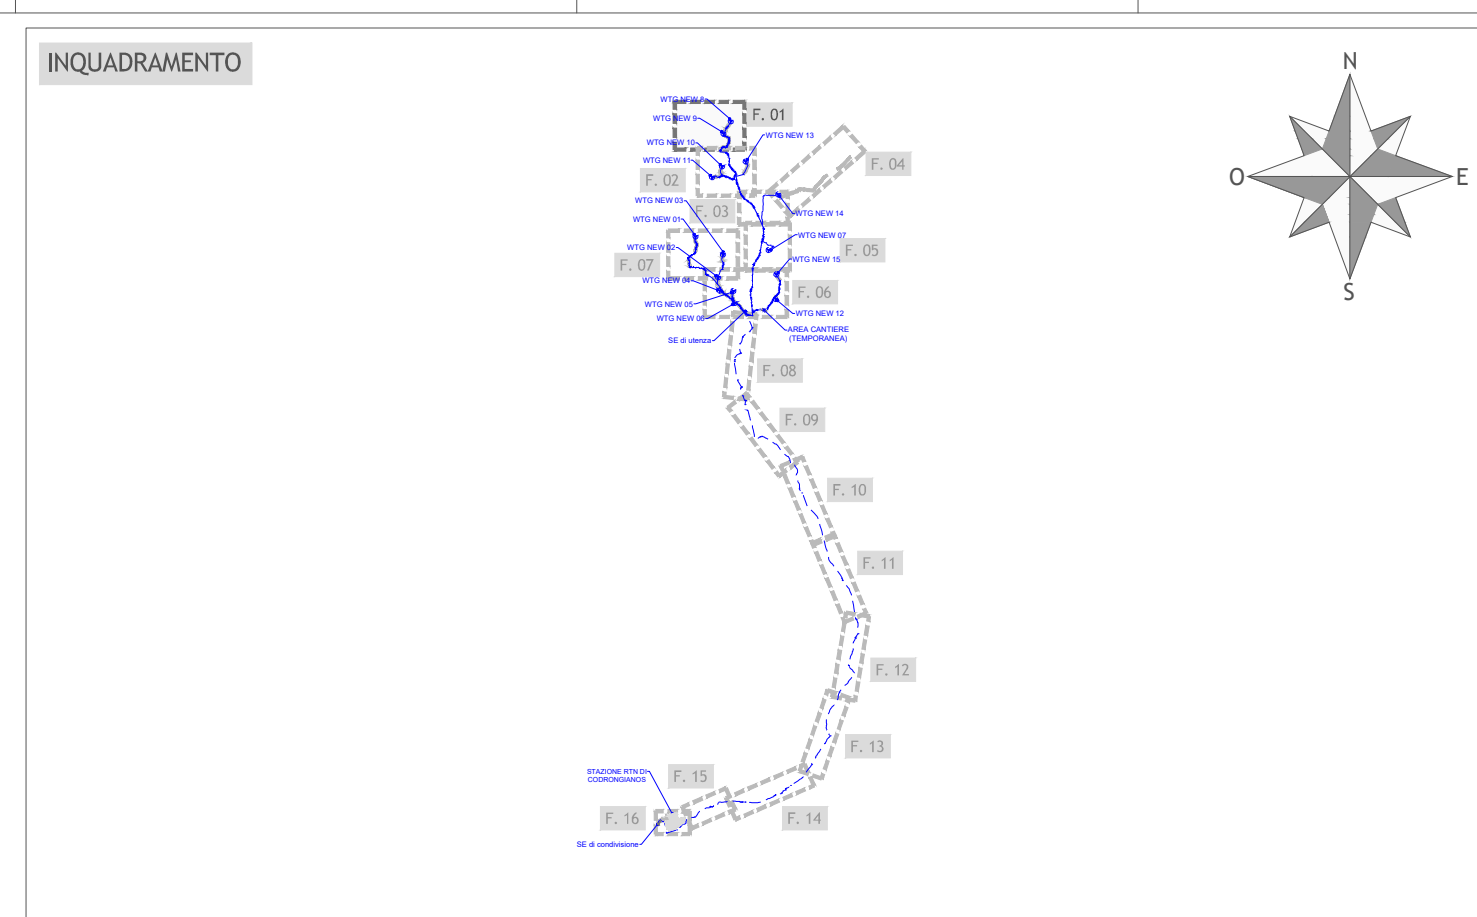 INQUADRAMENTO
N
O
E
S
WTG NEW 8
F. 01
WTG NEW 9
WTG NEW 13
WTG NEW 10
WTG NEW 11
F. 04
F. 02
WTG NEW 03
F. 03
WTG NEW 14
WTG NEW 01
WTG NEW 07
WTG NEW 02
F. 05
WTG NEW 15
F. 07
WTG NEW 04
F. 06
WTG NEW 05
WTG NEW 06
WTG NEW 12
AREA CANTIERE
(TEMPORANEA)
SE di utenza
F. 08
F. 09
F. 10
F. 11
F. 12
F. 13
STAZIONE RTN DI
CODRONGIANOS
F. 15
F. 16
F. 14
SE di condivisione